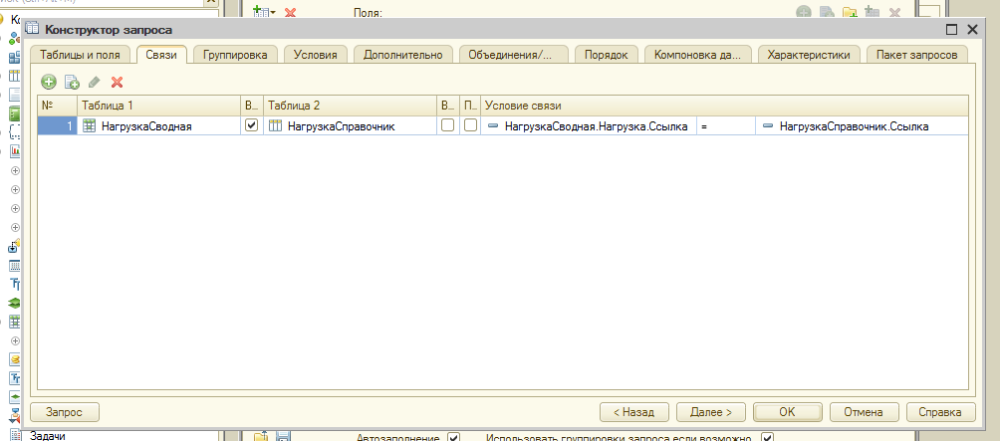 Поля:
Конструктор запроса
Таблицы и поля Связи Группировка Условия Дополнительно Объединения/... Порядок Компоновка да... Характеристики Пакет запросов
№ Таблица 1 В... Таблица 2 В... П... Условие связи
1 НагрузкаСводная НагрузкаСправочник НагрузкаСводная.Нагрузка.Ссылка = НагрузкаСправочник.Ссылка
Запрос < Назад Далее > ОК Отмена Справка
Задачи Автозаполнение Использовать группировки запроса если возможно